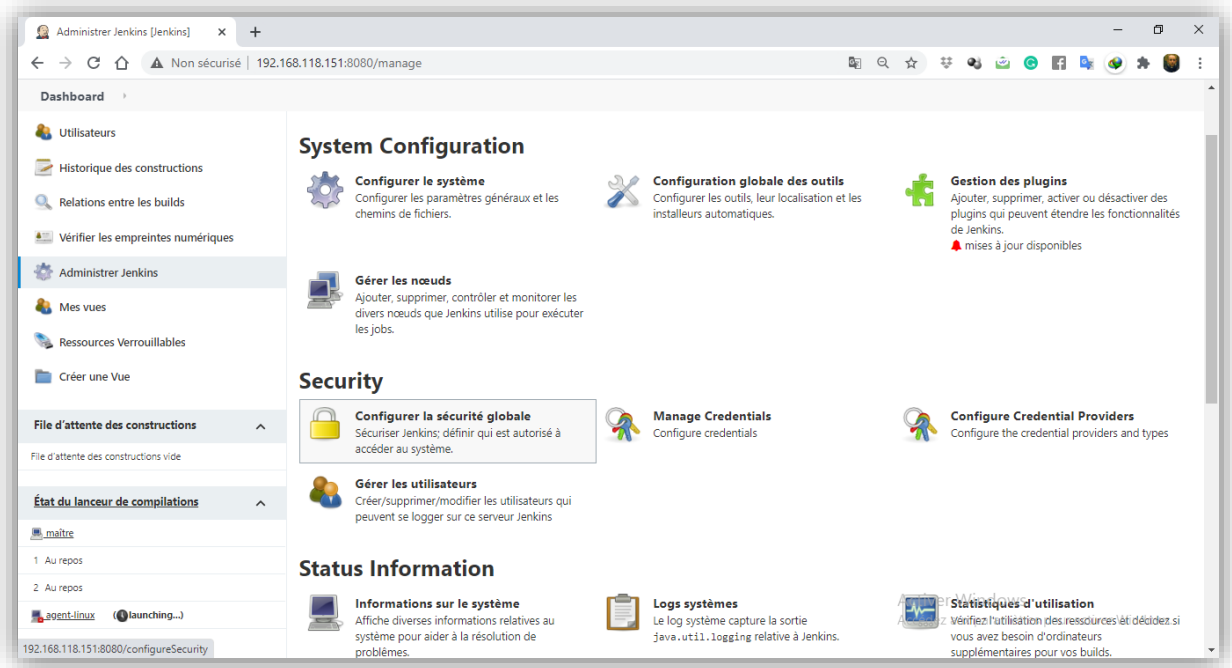 Administrer Jenkins [Jenkins]
Non sécurisé | 192.168.118.151:8080/manage
Dashboard
Utilisateurs
Historique des constructions
Relations entre les builds
Vérifier les empreintes numériques
Administrer Jenkins
Mes vues
Ressources Verrouillables
Créer une Vue
File d'attente des constructions
File d'attente des constructions vide
État du lanceur de compilations
maître
1 Au repos
2 Au repos
agent-linux (launching...)
192.168.118.151:8080/configureSecurity
System Configuration
Configurer le système
Configurer les paramètres généraux et les
chemins de fichiers.
Configuration globale des outils
Configurer les outils, leur localisation et les
installeurs automatiques.
Gestion des plugins
Ajouter, supprimer, activer ou désactiver des
plugins qui peuvent étendre les fonctionnalités
de Jenkins.
mises à jour disponibles
Gérer les nœuds
Ajouter, supprimer, contrôler et monitorer les
divers nœuds que Jenkins utilise pour exécuter
les jobs.
Security
Configurer la sécurité globale
Sécuriser Jenkins; définir qui est autorisé à
accéder au système.
Manage Credentials
Configure credentials
Configure Credential Providers
Configure the credential providers and types
Gérer les utilisateurs
Créer/supprimer/modifier les utilisateurs qui
peuvent se logger sur ce serveur Jenkins
Status Information
Informations sur le système
Affiche diverses informations relatives au
système pour aider à la résolution de
problèmes.
Logs systèmes
Le log système capture la sortie
java.util.logging relative à Jenkins.
Statistiques d'utilisation
Vérifiez l'utilisation des ressources et décidez si
vous avez besoin d'ordinateurs
supplémentaires pour vos builds.